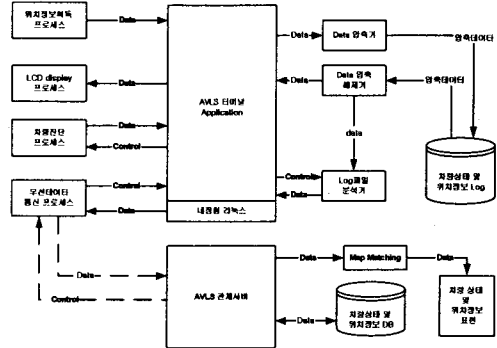 위치정보획득
프로세스
Data
LCD display
프로세스
Data
차량진단
프로세스
Data
Control
무선데이터
통신 프로세스
Control
Data
AVLS 터미널
Application
내장형 리눅스
Data
Data 압축기
압축데이터
Data
Data 압축
해제기
압축데이터
data
Control
Data
Log파일
분석기
차량상태 및
위치정보 Log
Data
Control
AVLS 관제서버
Data
Map Matching
Data
차량 상태
및
위치정보
표현
Data
차량상태 및
위치정보 DB